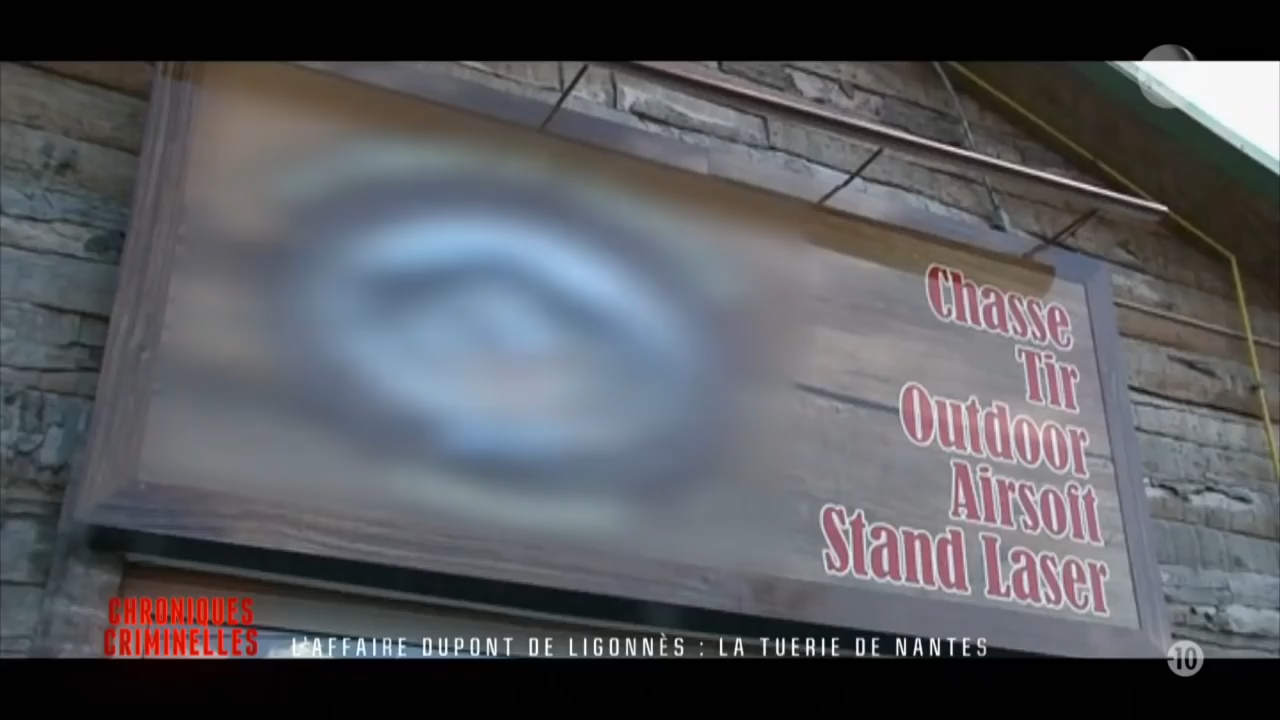 Chasse
Tir
Outdoor
Airsoft
Stand Laser
CHRONIQUES
CRIMINELLES
L'AFFAIRE DUPONT DE LIGONNÈS : LA TUERIE DE NANTES
-10